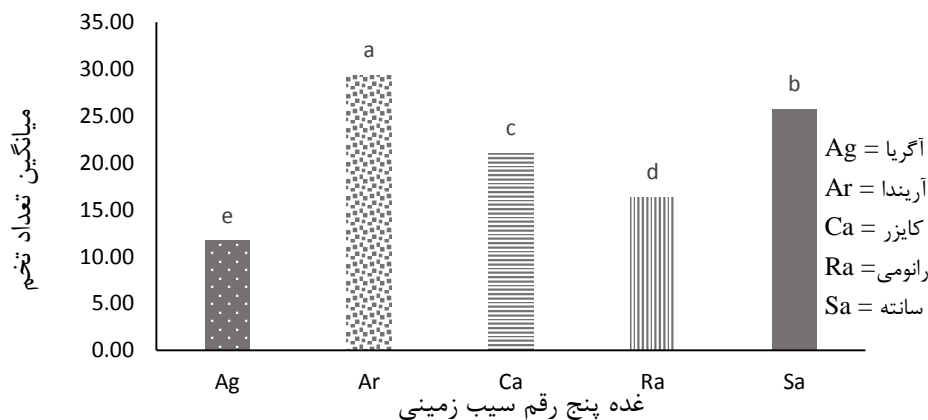 35.00
30.00
25.00
20.00
15.00
10.00
5.00
0.00
میانگین تعداد تخم
e
a
c
d
b
Ag
Ar
Ca
Ra
Sa
غده پنج رقم سیب زمینی
Ag = آگریا
Ar = آریندا
Ca = کایزر
Ra = رانومی
Sa = سانته